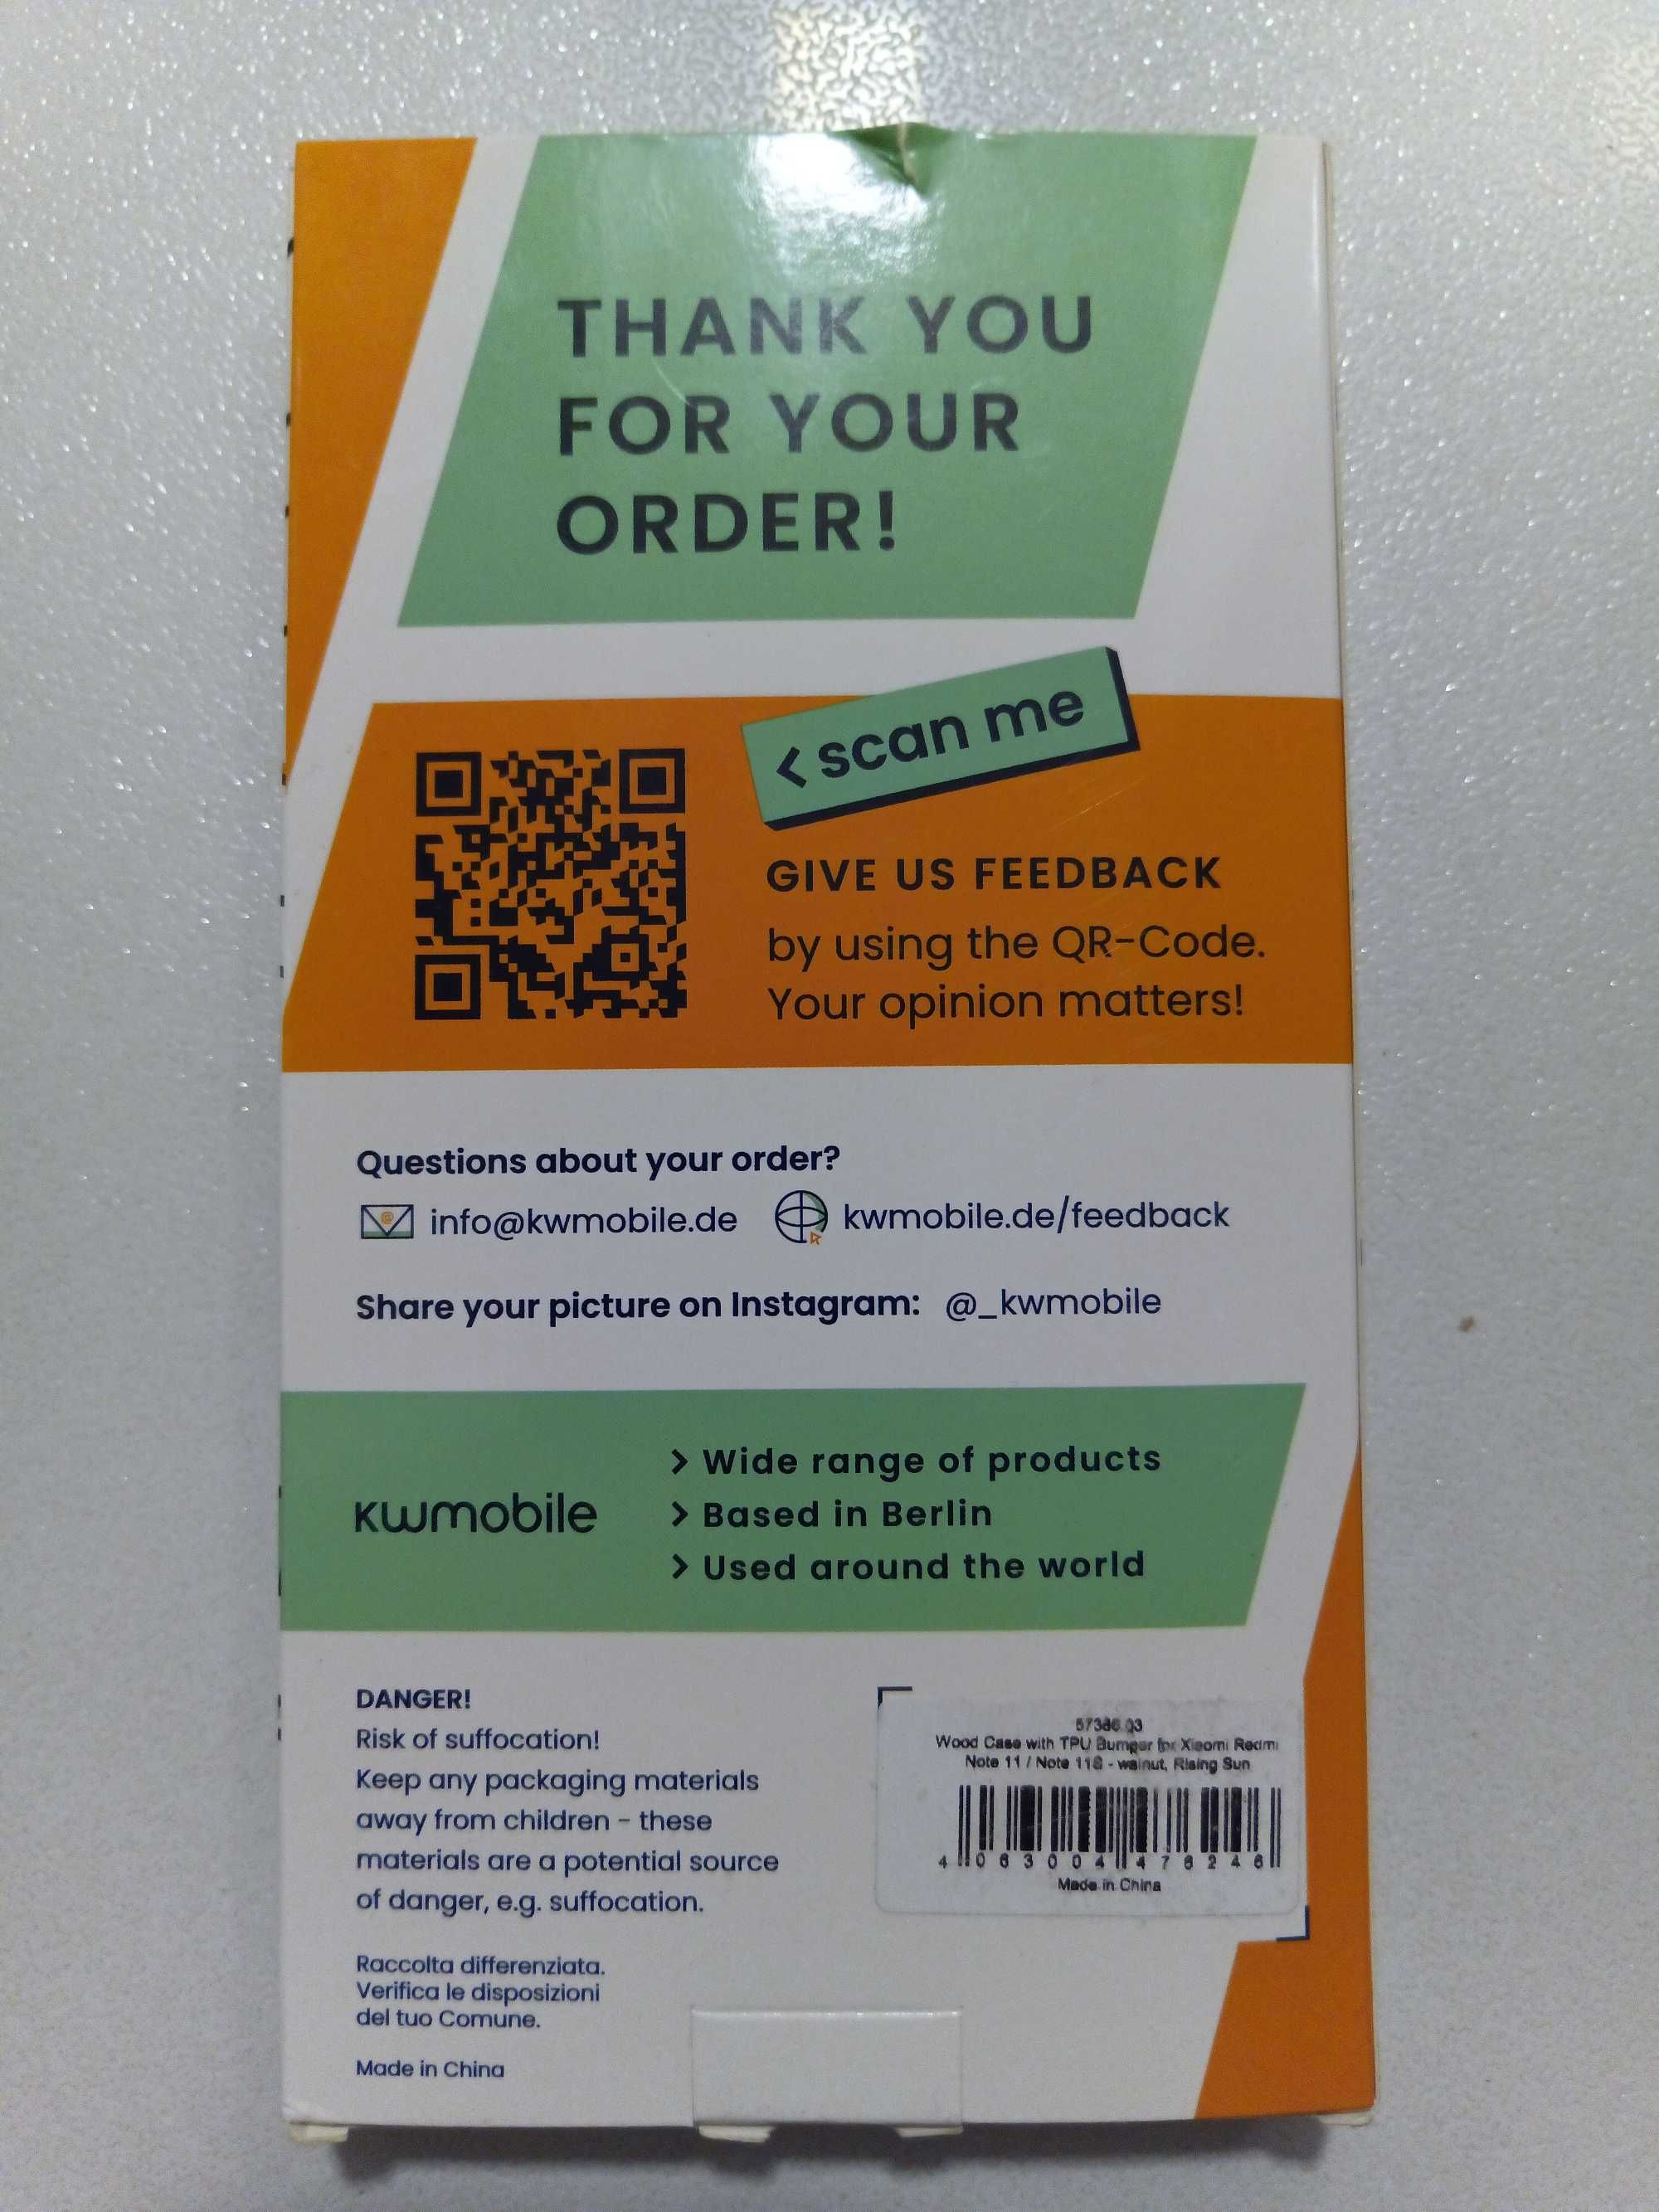 THANK YOU
FOR YOUR
ORDER!
< scan me
GIVE US FEEDBACK
by using the QR-Code.
Your opinion matters!
Questions about your order?
info@kwmobile.de kwmobile.de/feedback
Share your picture on Instagram: @_kwmobile
kwmobile
> Wide range of products
> Based in Berlin
> Used around the world
DANGER!
Risk of suffocation!
Keep any packaging materials
away from children - these
materials are a potential source
of danger, e.g. suffocation.
Raccolta differenziata.
Verifica le disposizioni
del tuo Comune.
Made in China
57386.03
Wood Case with TPU Bumper for Xiaomi Redmi
Note 11 / Note 11S - walnut, Rising Sun
4 063004 476246
Made in China